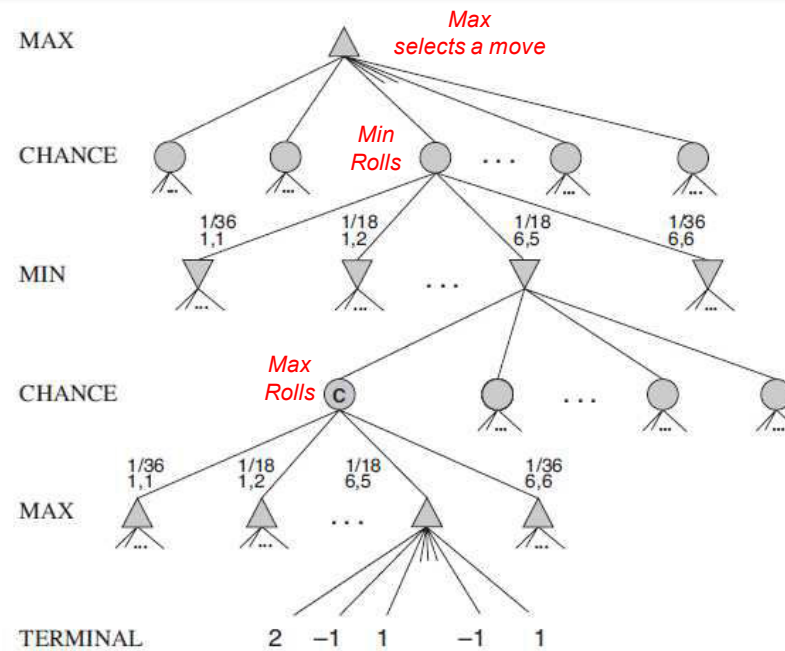 MAX
Max
selects a move
CHANCE
Min
Rolls
...
... ... ... ...
1/36 1/18 1/18 1/36
1,1 1,2 6,5 6,6
MIN
...
... ... ...
Max
Rolls
CHANCE
C
...
... ... ...
1/36 1/18 1/18 1/36
1,1 1,2 6,5 6,6
MAX
...
... ... ...
TERMINAL 2 –1 1 –1 1